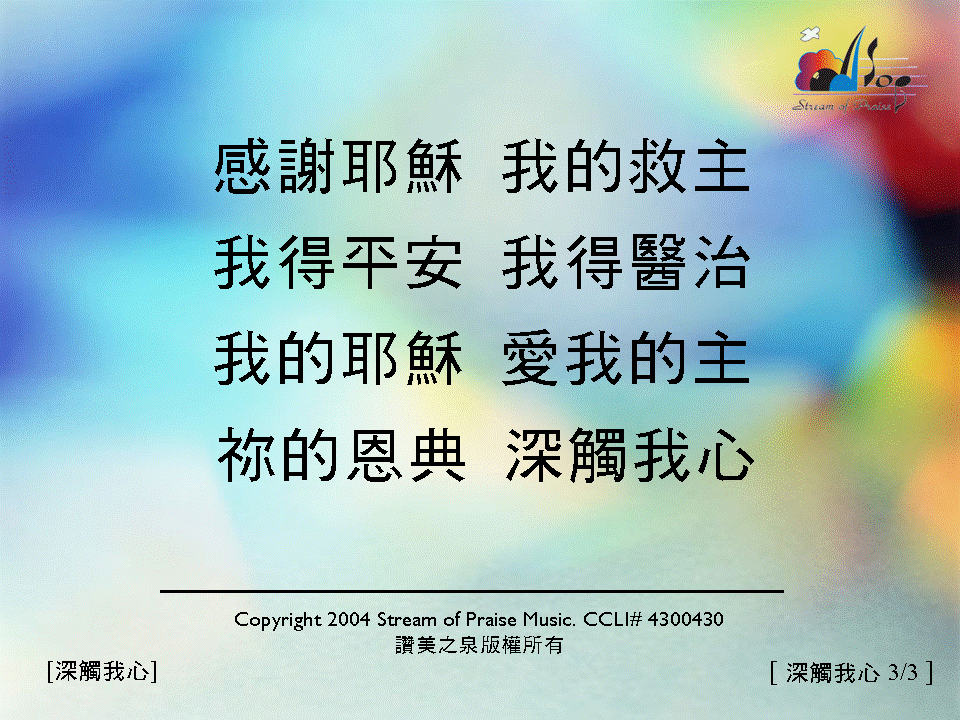 SOP
Stream of Praise
感謝耶穌 我的救主
我得平安 我得醫治
我的耶穌 愛我的主
祢的恩典 深觸我心
Copyright 2004 Stream of Praise Music. CCLI# 4300430
讚美之泉版權所有
[深觸我心]
[ 深觸我心 3/3 ]